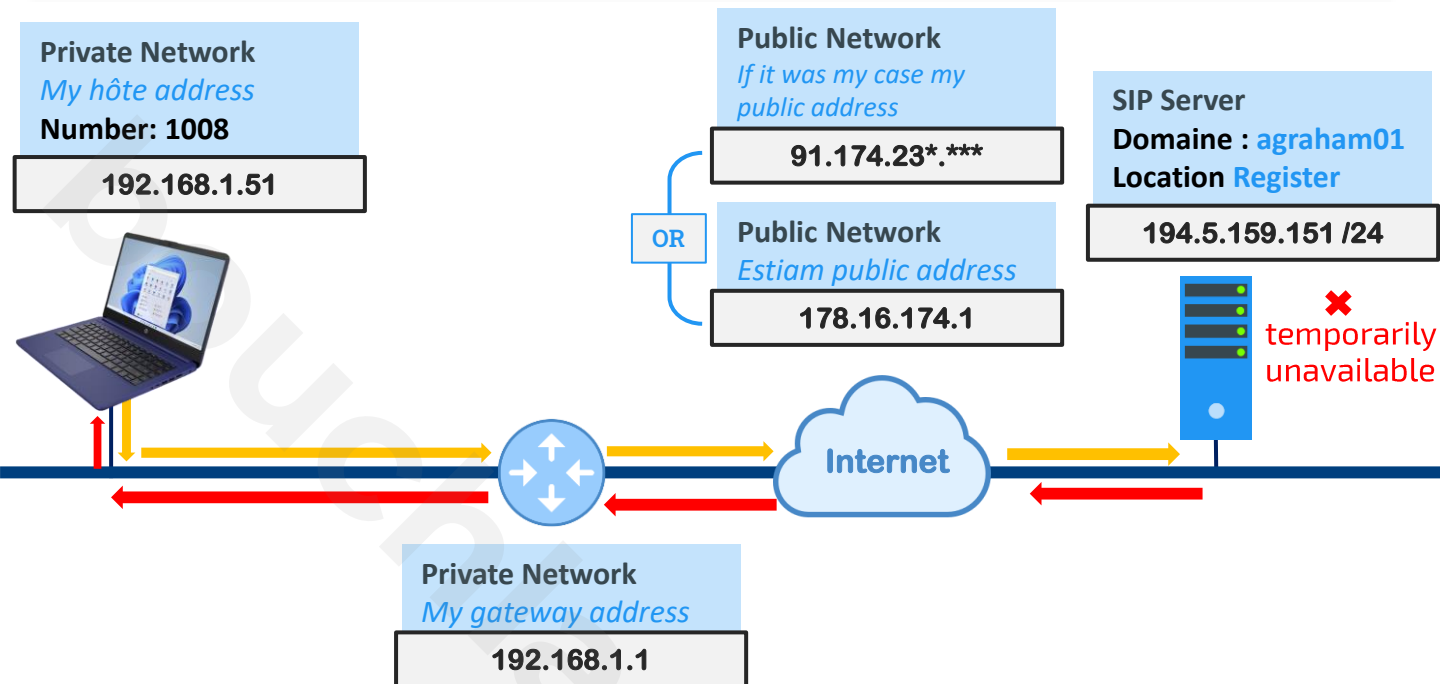 Private Network
My hôte address
Number: 1008
192.168.1.51
Public Network
If it was my case my
public address
91.174.23*.***
OR
Public Network
Estiam public address
178.16.174.1
SIP Server
Domaine : agraham01
Location Register
194.5.159.151 /24
temporarily
unavailable
Internet
Private Network
My gateway address
192.168.1.1